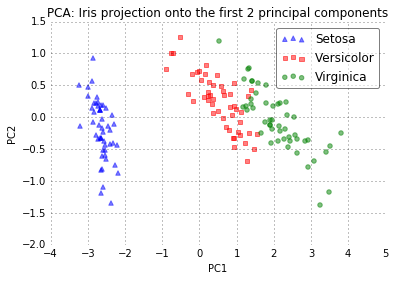 PCA: Iris projection onto the first 2 principal components
1.5
1.0
0.5
0.0
−0.5
−1.0
−1.5
−2.0
PC2
Setosa
Versicolor
Virginica
−4 −3 −2 −1 0 1 2 3 4 5
PC1